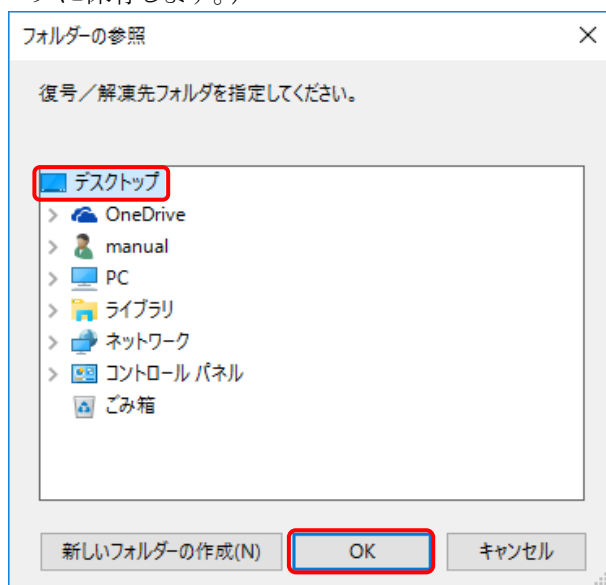 フォルダーの参照
復号／解凍先フォルダを指定してください。
デスクトップ
OneDrive
manual
PC
ライブラリ
ネットワーク
コントロール パネル
ごみ箱
新しいフォルダーの作成(N)
OK
キャンセル